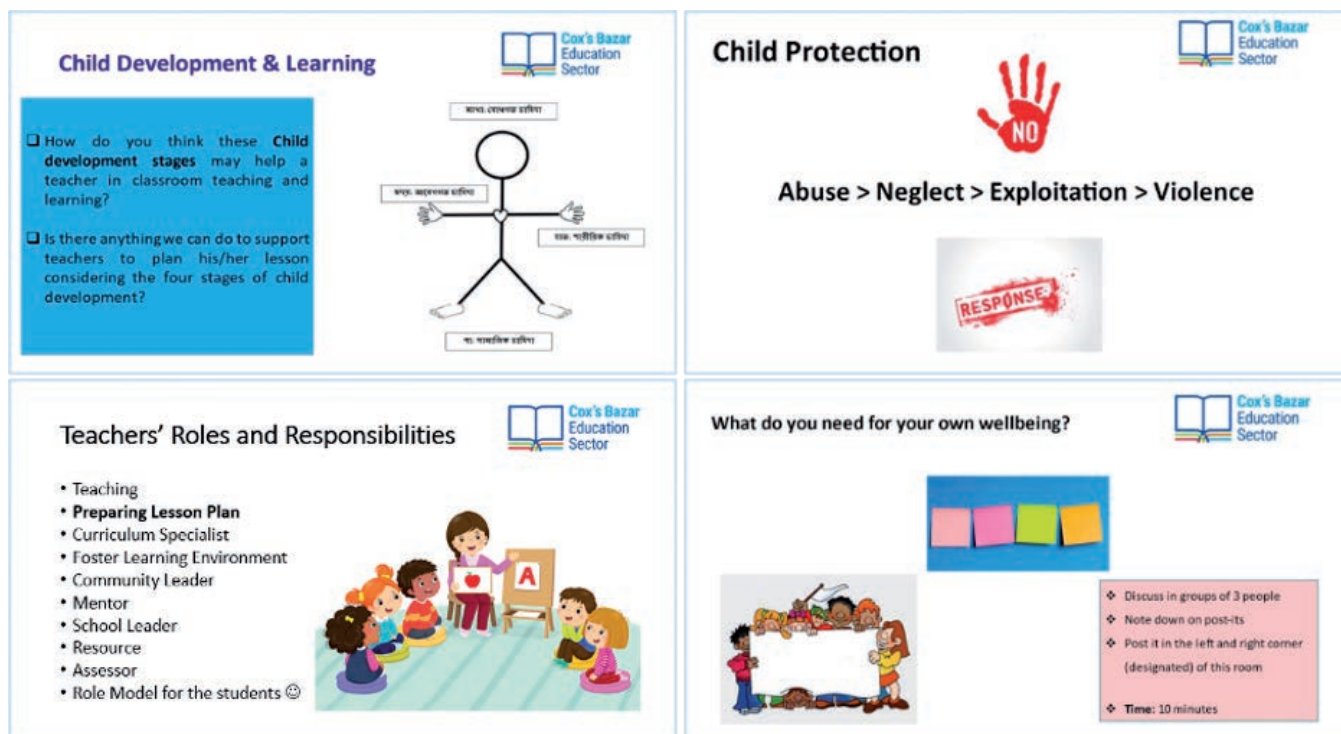 Child Development & Learning
Cox's Bazar
Education
Sector
❑ How do you think these Child
development stages may help a
teacher in classroom teaching and
learning?
❑ Is there anything we can do to support
teachers to plan his/her lesson
considering the four stages of child
development?
চাহিদা
চাহিদা
শারীরিক চাহিদা
সামাজিক চাহিদা
Child Protection
Cox's Bazar
Education
Sector
NO
Abuse > Neglect > Exploitation > Violence
RESPONSE
Teachers' Roles and Responsibilities
Cox's Bazar
Education
Sector
• Teaching
• Preparing Lesson Plan
• Curriculum Specialist
• Foster Learning Environment
• Community Leader
• Mentor
• School Leader
• Resource
• Assessor
• Role Model for the students ☺
A
What do you need for your own wellbeing?
Cox's Bazar
Education
Sector
❖ Discuss in groups of 3 people
❖ Note down on post-its
❖ Post it in the left and right corner
(designated) of this room
❖ Time: 10 minutes